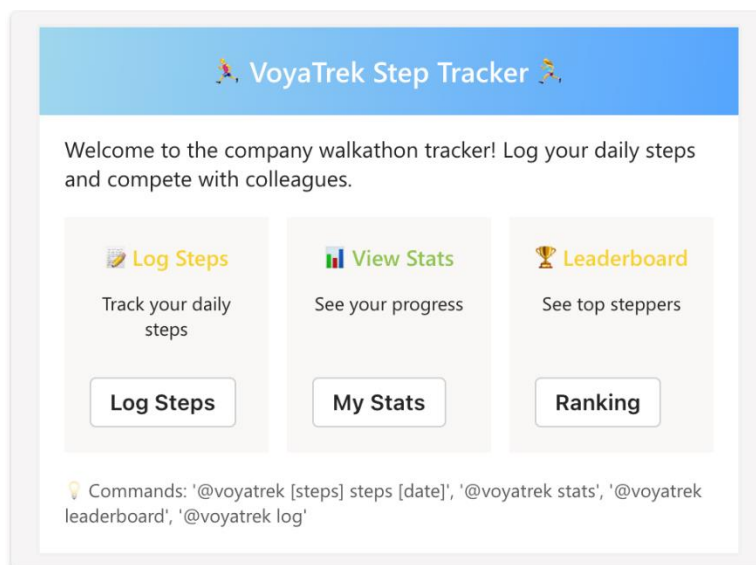 🏃‍♀️ VoyaTrek Step Tracker 🏃‍♀️
Welcome to the company walkathon tracker! Log your daily steps
and compete with colleagues.
📝 Log Steps
Track your daily
steps
Log Steps
📊 View Stats
See your progress
My Stats
🏆 Leaderboard
See top steppers
Ranking
💡 Commands: '@voyatrek [steps] steps [date]', '@voyatrek stats', '@voyatrek
leaderboard', '@voyatrek log'